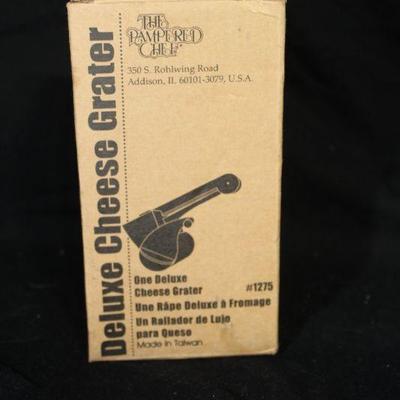 THE
PAMPERED
CHEF
350 S. Rohlwing Road
Addison, IL 60101-3079, U.S.A.
Deluxe Cheese Grater
One Deluxe
Cheese Grater #1275
Une Râpe Deluxe à Fromage
Un Rallador de Lujo
para Queso
Made in Taiwan